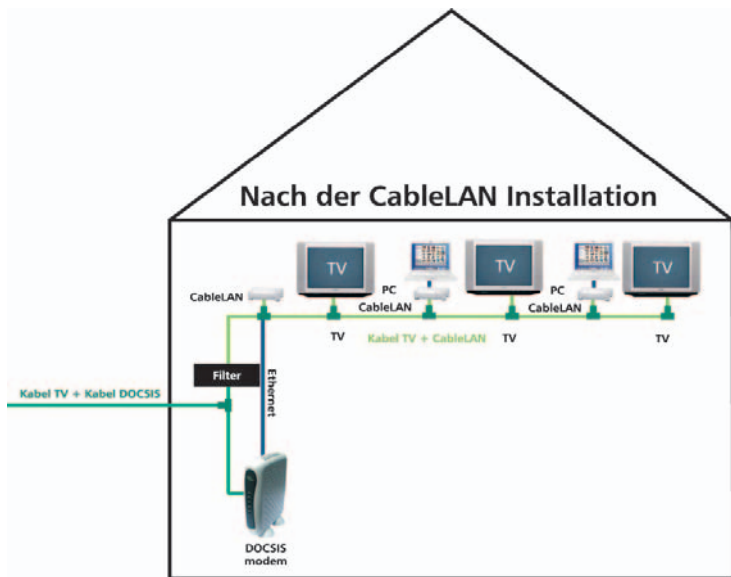 Nach der CableLAN Installation
TV
TV
TV
PC
PC
CableLAN
CableLAN
CableLAN
TV
Kabel TV + CableLAN
TV
TV
Filter
Ethernet
Kabel TV + Kabel DOCSIS
DOCSIS
modem